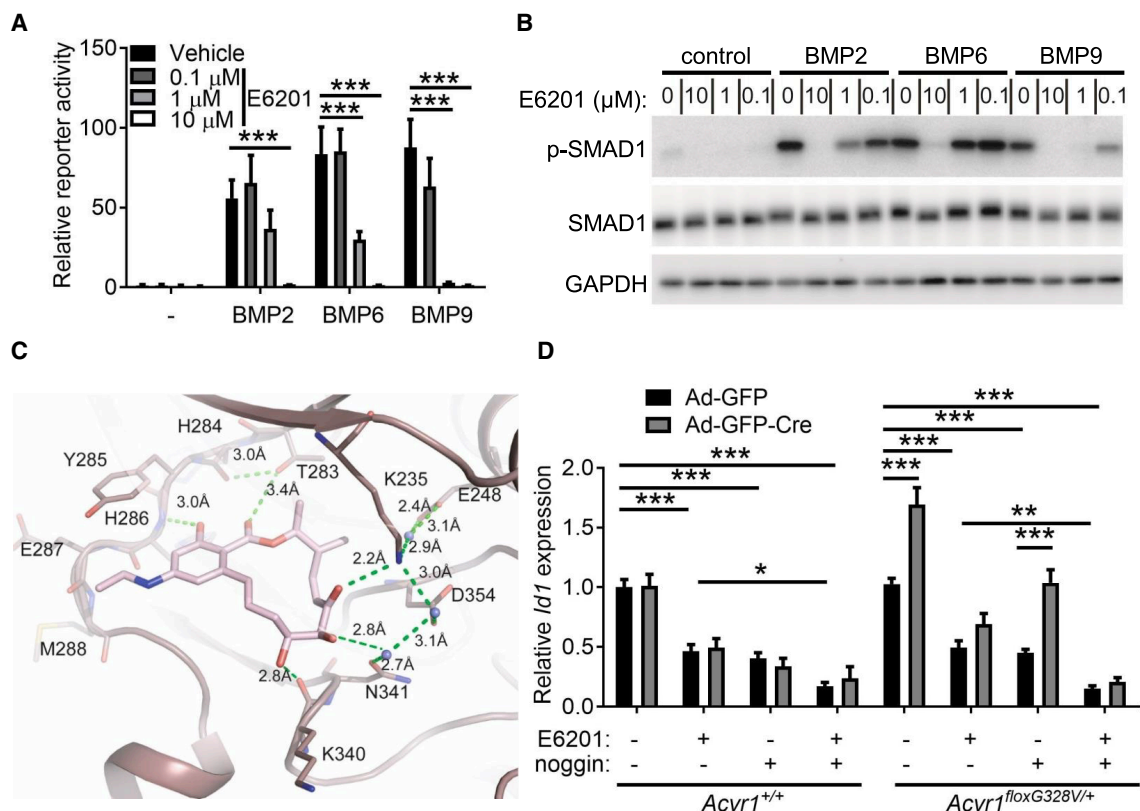 A
Relative reporter activity
150
100
50
0
Vehicle
0.1 µM
1 µM
10 µM
E6201
***
***
***
***
***
-
BMP2
BMP6
BMP9
B
control
BMP2
BMP6
BMP9
E6201 (µM):
0 10 1 0.1 0 10 1 0.1 0 10 1 0.1 0 10 1 0.1
p-SMAD1
SMAD1
GAPDH
C
H284
3.0Å
Y285
T283
K235
3.4Å
E248
2.4Å
3.0Å
3.1Å
H286
2.9Å
E287
2.2Å
3.0Å
D354
2.8Å
3.1Å
M288
2.7Å
2.8Å
N341
K340
D
Ad-GFP
Ad-GFP-Cre
Relative Id1 expression
2.0
1.5
1.0
0.5
0.0
***
***
***
*
***
***
***
***
**
***
E6201: - + - + - + - +
noggin: - - + + - - + +
Acvr1+/+
Acvr1floxG328V/+